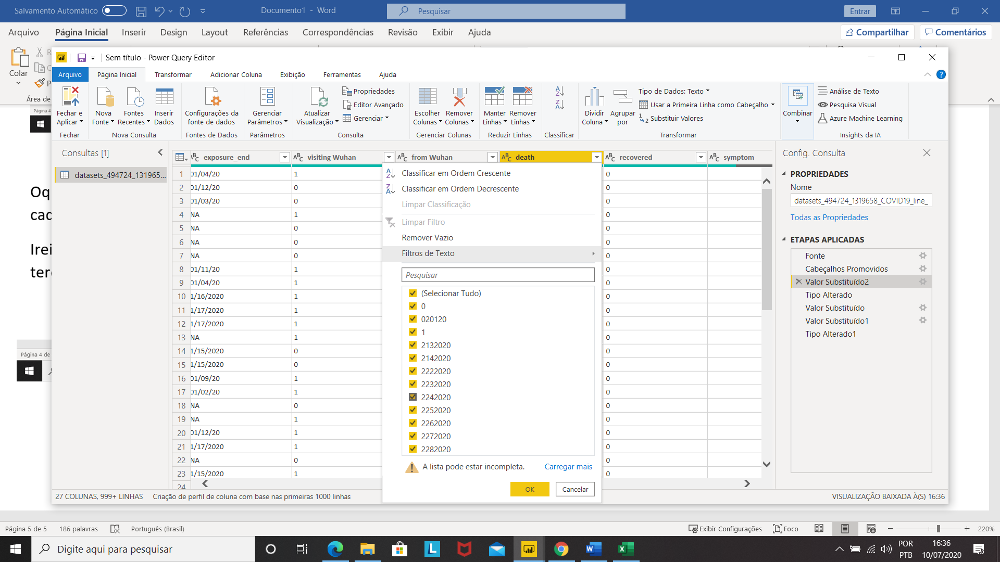 Salvamento Automático
Documento1 - Word
Pesquisar
Entrar
Arquivo Página Inicial Inserir Design Layout Referências Correspondências Revisão Exibir Ajuda
Compartilhar Comentários
Colar
Área de
Página 4
Sem título - Power Query Editor
Arquivo Página Inicial Transformar Adicionar Coluna Exibição Ferramentas Ajuda
Fechar e Aplicar
Fechar
Nova Fonte
Fontes Recentes
Inserir Dados
Nova Consulta
Configurações da fonte de dados
Fontes de Dados
Gerenciar Parâmetros
Parâmetros
Atualizar Visualização
Propriedades
Editor Avançado
Gerenciar
Consulta
Escolher Colunas
Remover Colunas
Gerenciar Colunas
Manter Linhas
Remover Linhas
Reduzir Linhas
Classificar
Dividir Coluna
Agrupar por
Tipo de Dados: Texto
Usar a Primeira Linha como Cabeçalho
Substituir Valores
Transformar
Combinar
Análise de Texto
Pesquisa Visual
Azure Machine Learning
Insights da IA
Consultas [1]
datasets_494724_131965...
exposure_end visiting Wuhan from Wuhan death recovered symptom
1 01/04/20 1 0
2 01/12/20 0 0
3 01/03/20 0 0
4 NA 1 0
5 NA 0 0
6 NA 0 0
7 NA 0 0
8 01/11/20 1 0
9 01/04/20 1 0
10 1/16/2020 1 0
11 1/17/2020 1 0
12 1/17/2020 1 0
13 NA 1 0
14 1/15/2020 0 0
15 1/15/2020 0 0
16 01/09/20 1 0
17 01/02/20 1 0
18 NA 0 0
19 NA 1 0
20 01/12/20 1 0
21 1/17/2020 1 0
22 NA 0 0
23 1/15/2020 1 0
24
Classificar em Ordem Crescente
Classificar em Ordem Decrescente
Limpar Classificação
Limpar Filtro
Remover Vazio
Filtros de Texto
Pesquisar
(Selecionar Tudo)
0
020120
1
2132020
2142020
2222020
2232020
2242020
2252020
2262020
2272020
2282020
A lista pode estar incompleta. Carregar mais
OK Cancelar
Config. Consulta
PROPRIEDADES
Nome
datasets_494724_1319658_COVID19_line_
Todas as Propriedades
ETAPAS APLICADAS
Fonte
Cabeçalhos Promovidos
Valor Substituído2
Tipo Alterado
Valor Substituído
Valor Substituído1
Tipo Alterado1
27 COLUNAS, 999+ LINHAS Criação de perfil de coluna com base nas primeiras 1000 linhas
VISUALIZAÇÃO BAIXADA À(S) 16:36
Oq
cad
Irei
Página 4 de
Página 5 de 5 186 palavras Português (Brasil)
Exibir Configurações Foco 220%
Digite aqui para pesquisar
POR
PTB
16:36
10/07/2020